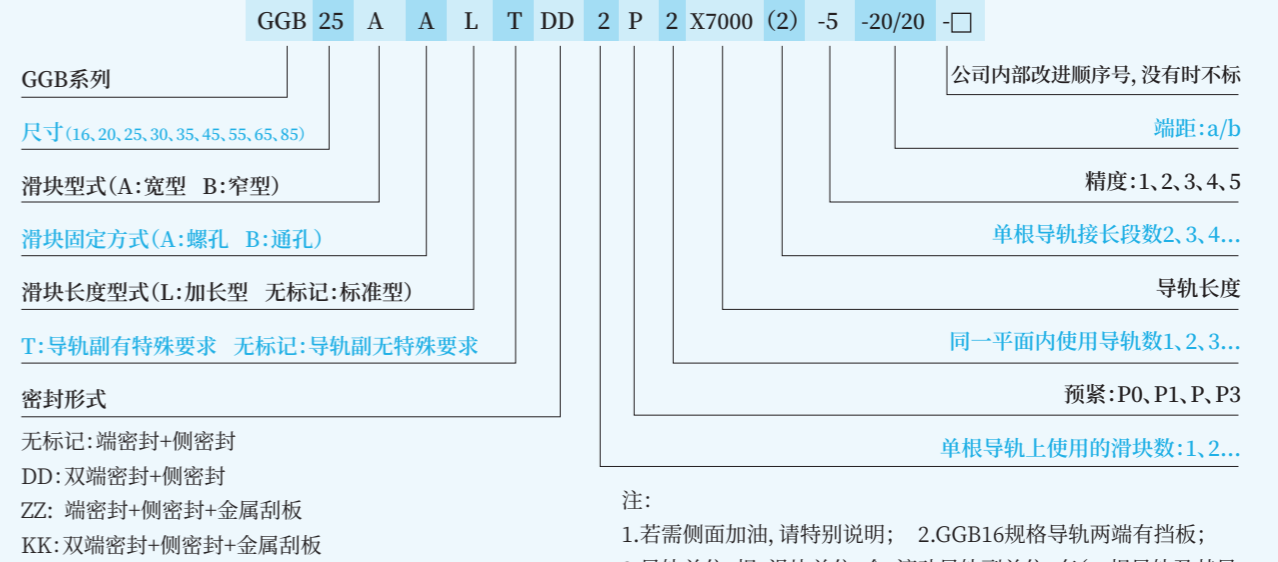 GGB 25 A A L T DD 2 P 2 X7000 (2) -5 -20/20 -□
GGB系列
尺寸(16、20、25、30、35、45、55、65、85)
滑块型式(A:宽型 B:窄型)
滑块固定方式(A:螺孔 B:通孔)
滑块长度型式(L:加长型 无标记:标准型)
T:导轨副有特殊要求 无标记:导轨副无特殊要求
密封形式
无标记:端密封+侧密封
DD:双端密封+侧密封
ZZ: 端密封+侧密封+金属刮板
KK:双端密封+侧密封+金属刮板
公司内部改进顺序号,没有时不标
端距:a/b
精度:1、2、3、4、5
单根导轨接长段数2、3、4...
导轨长度
同一平面内使用导轨数1、2、3...
预紧:P0、P1、P、P3
单根导轨上使用的滑块数:1、2...
注:
1.若需侧面加油,请特别说明; 2.GGB16规格导轨两端有挡板;